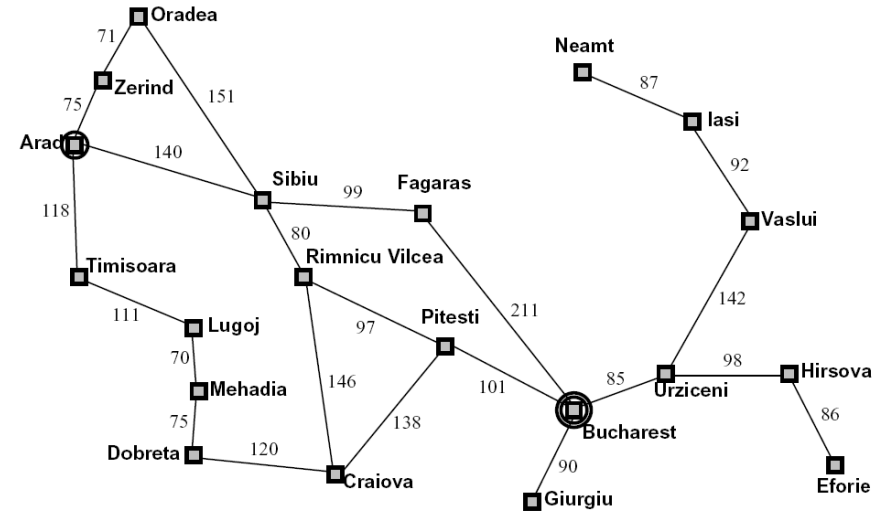 Oradea
71
Neamt
87
Zerind
151
75
Iasi
Arad
140
92
Sibiu
Fagaras
99
118
Vaslui
80
Timisoara
Rimnicu Vilcea
111
211
142
Lugoj
97
Pitesti
70
98
Hirsova
146
101
85
Mehadia
Urziceni
75
138
86
Bucharest
Dobreta
120
90
Craiova
Giurgiu
Eforie